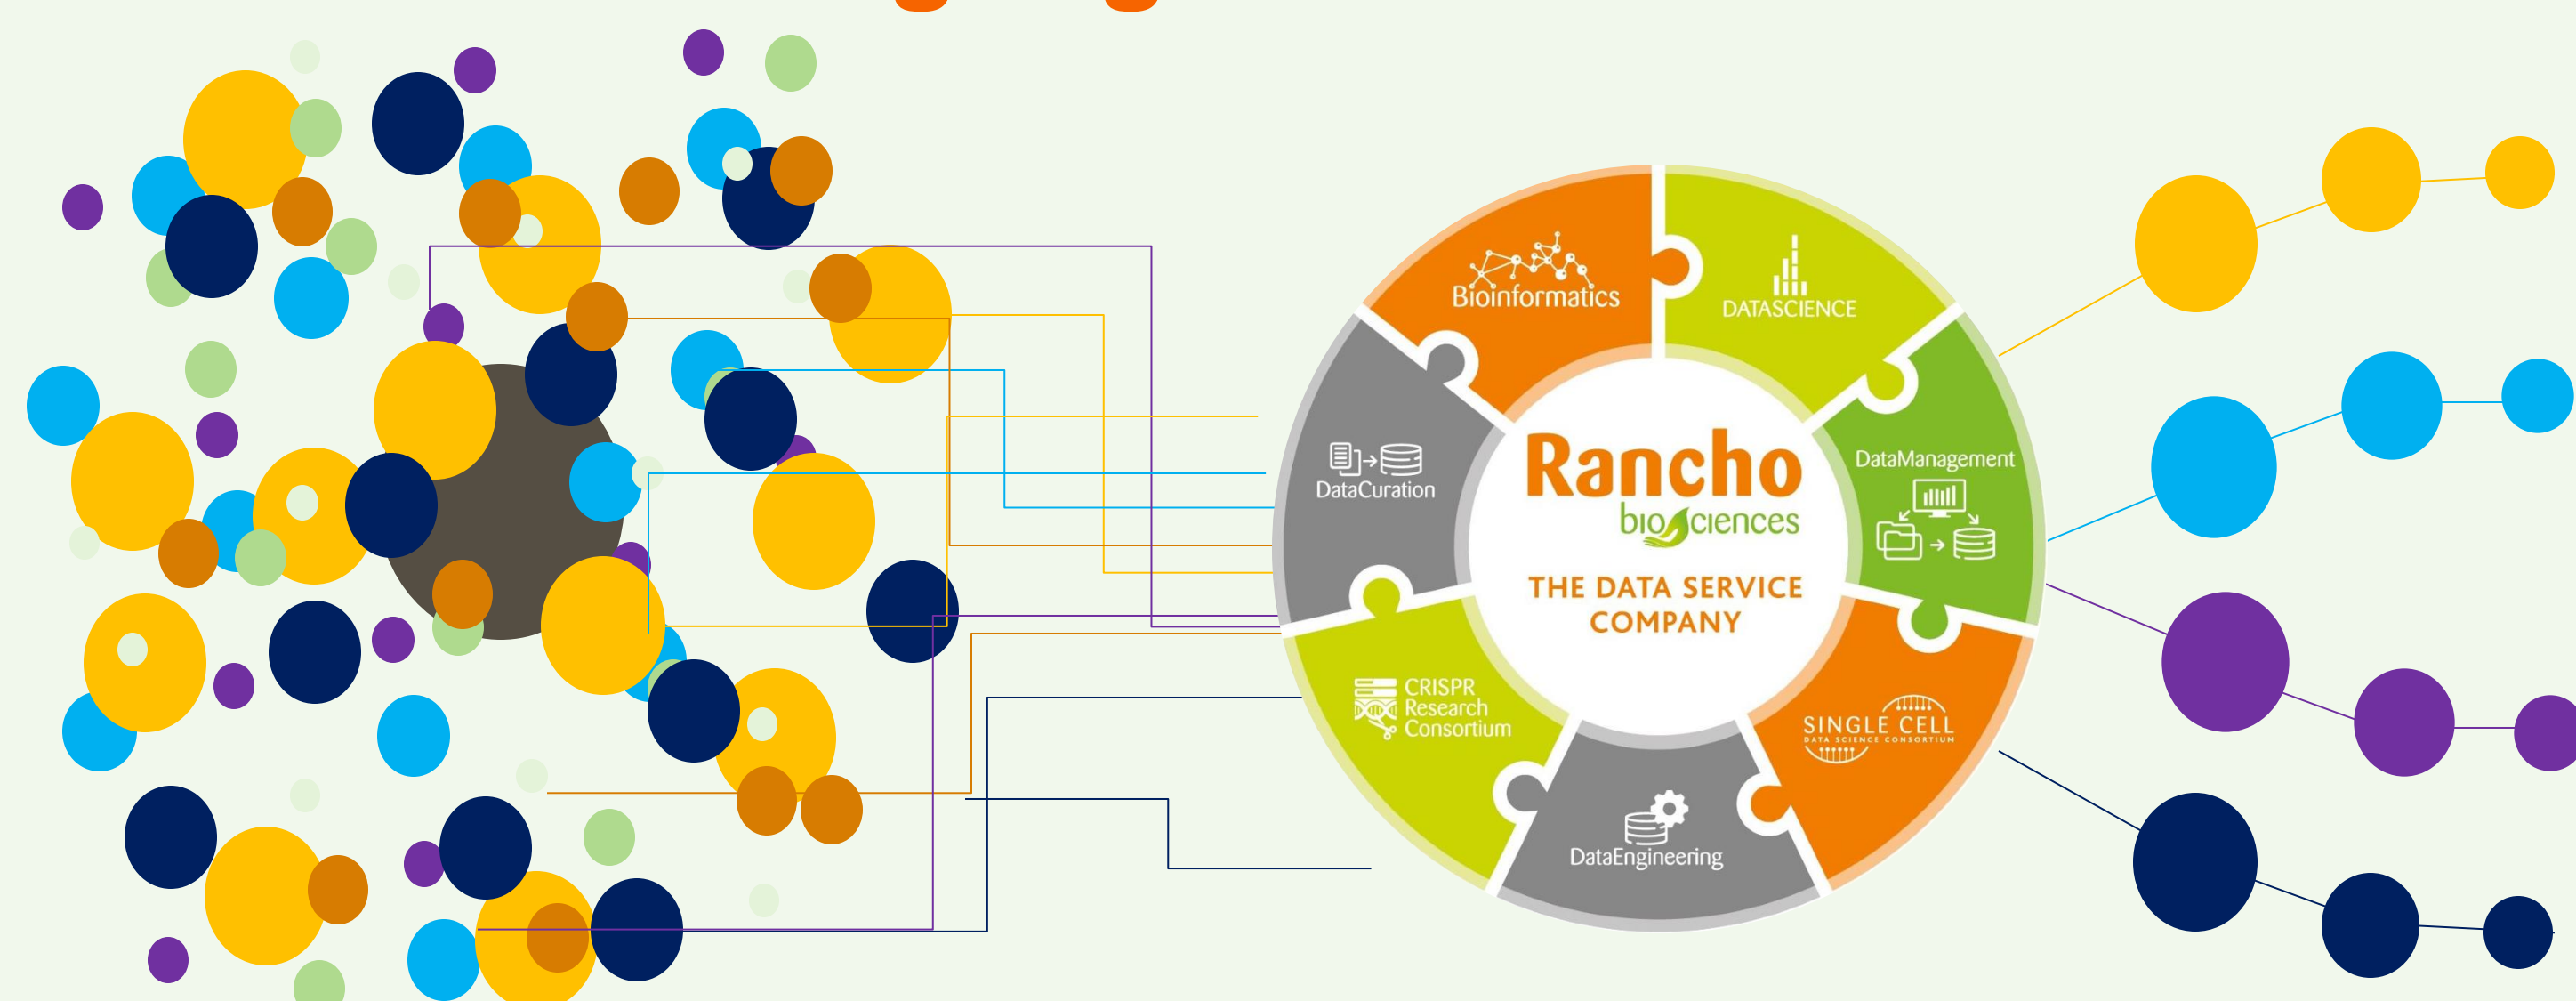 Bioinformatics
DATASCIENCE
DataCuration
DataManagement
Rancho
biosciences
THE DATA SERVICE
COMPANY
CRISPR
Research
Consortium
SINGLE CELL
DATA SCIENCE CONSORTIUM
DataEngineering